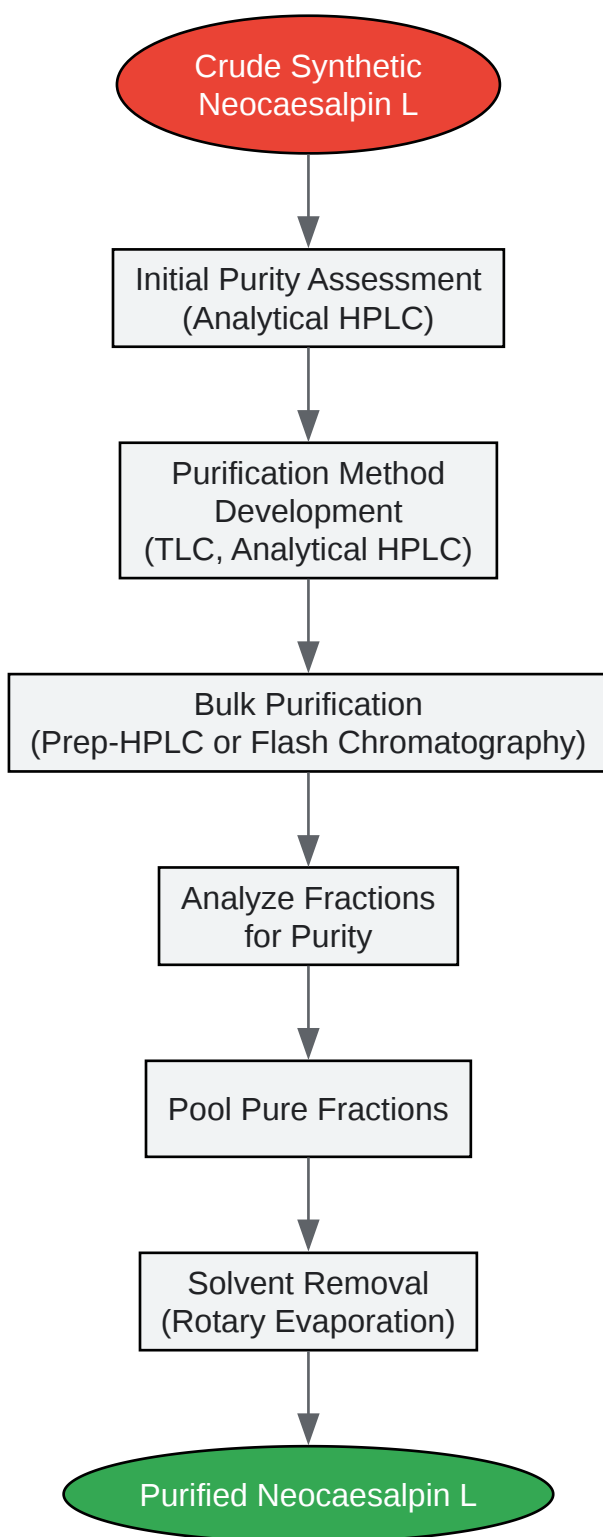 Crude Synthetic
Neocaesalpin L
Initial Purity Assessment
(Analytical HPLC)
Purification Method
Development
(TLC, Analytical HPLC)
Bulk Purification
(Prep-HPLC or Flash Chromatography)
Analyze Fractions
for Purity
Pool Pure Fractions
Solvent Removal
(Rotary Evaporation)
Purified Neocaesalpin L